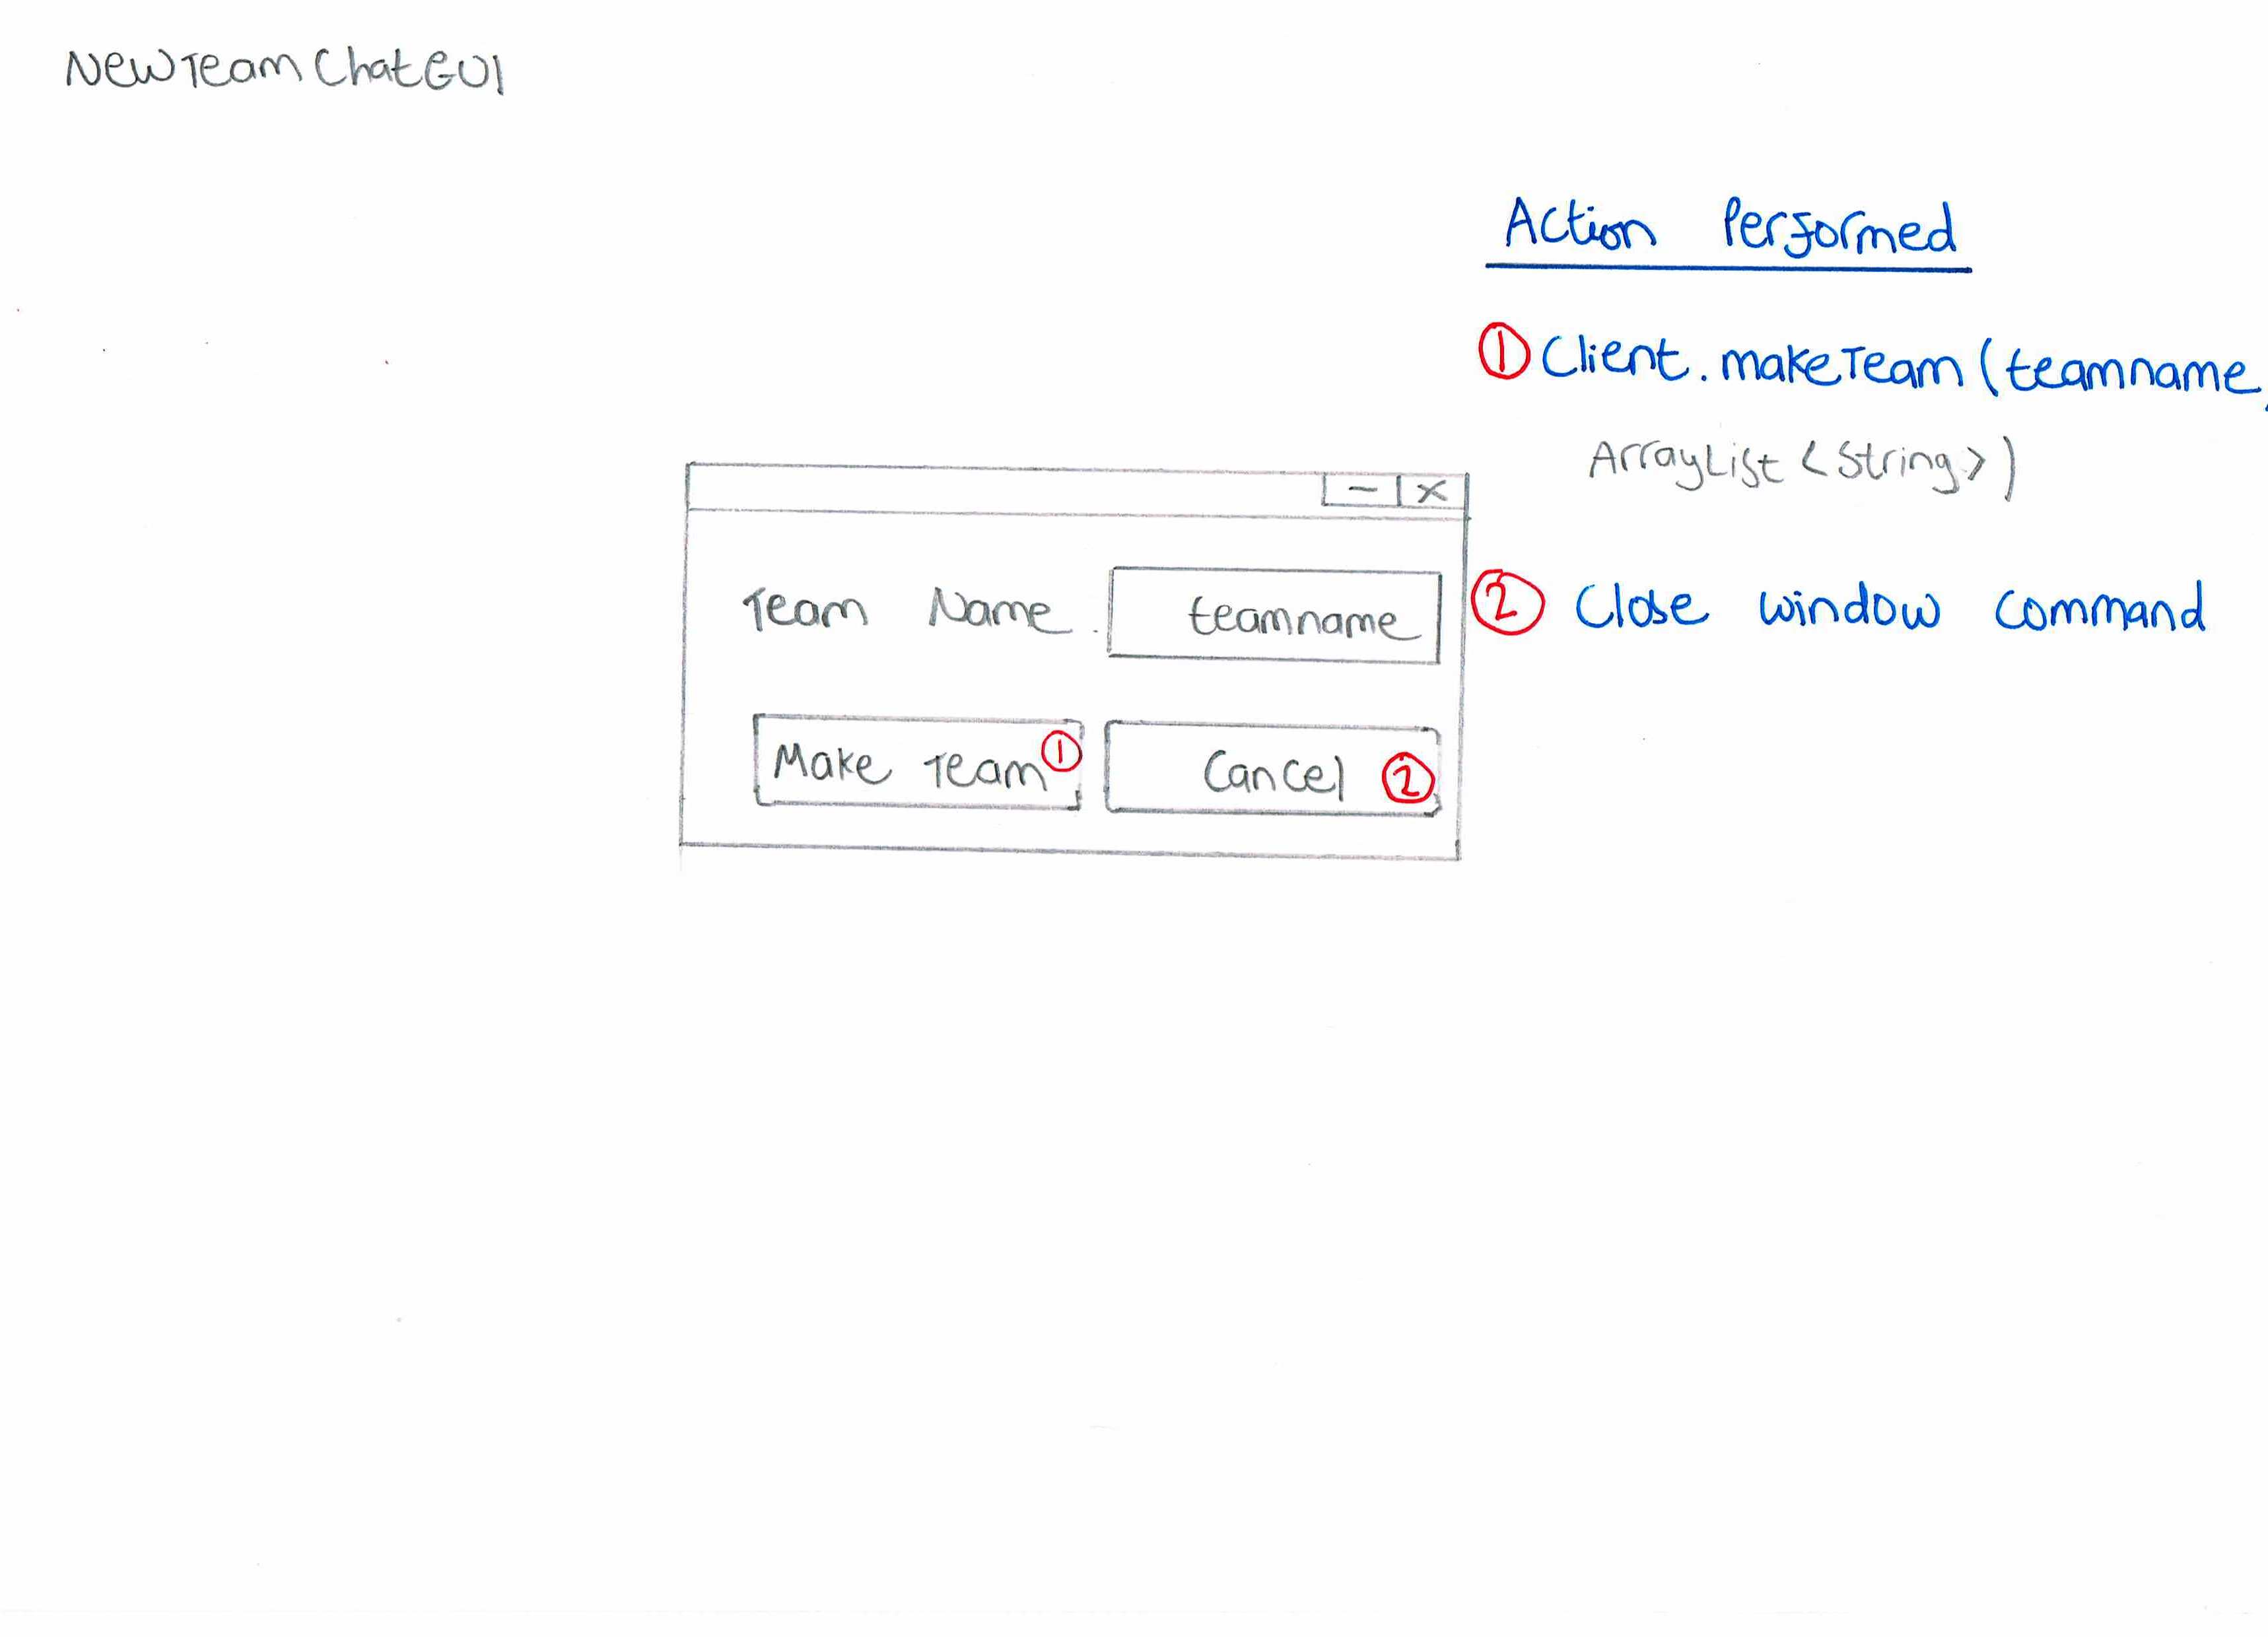 NewTeamChatGUI
Action Performed
① Client.makeTeam (teamname,
ArrayList <String>)
- x
Team Name. teamname
② Close window command
Make Team ① Cancel ②